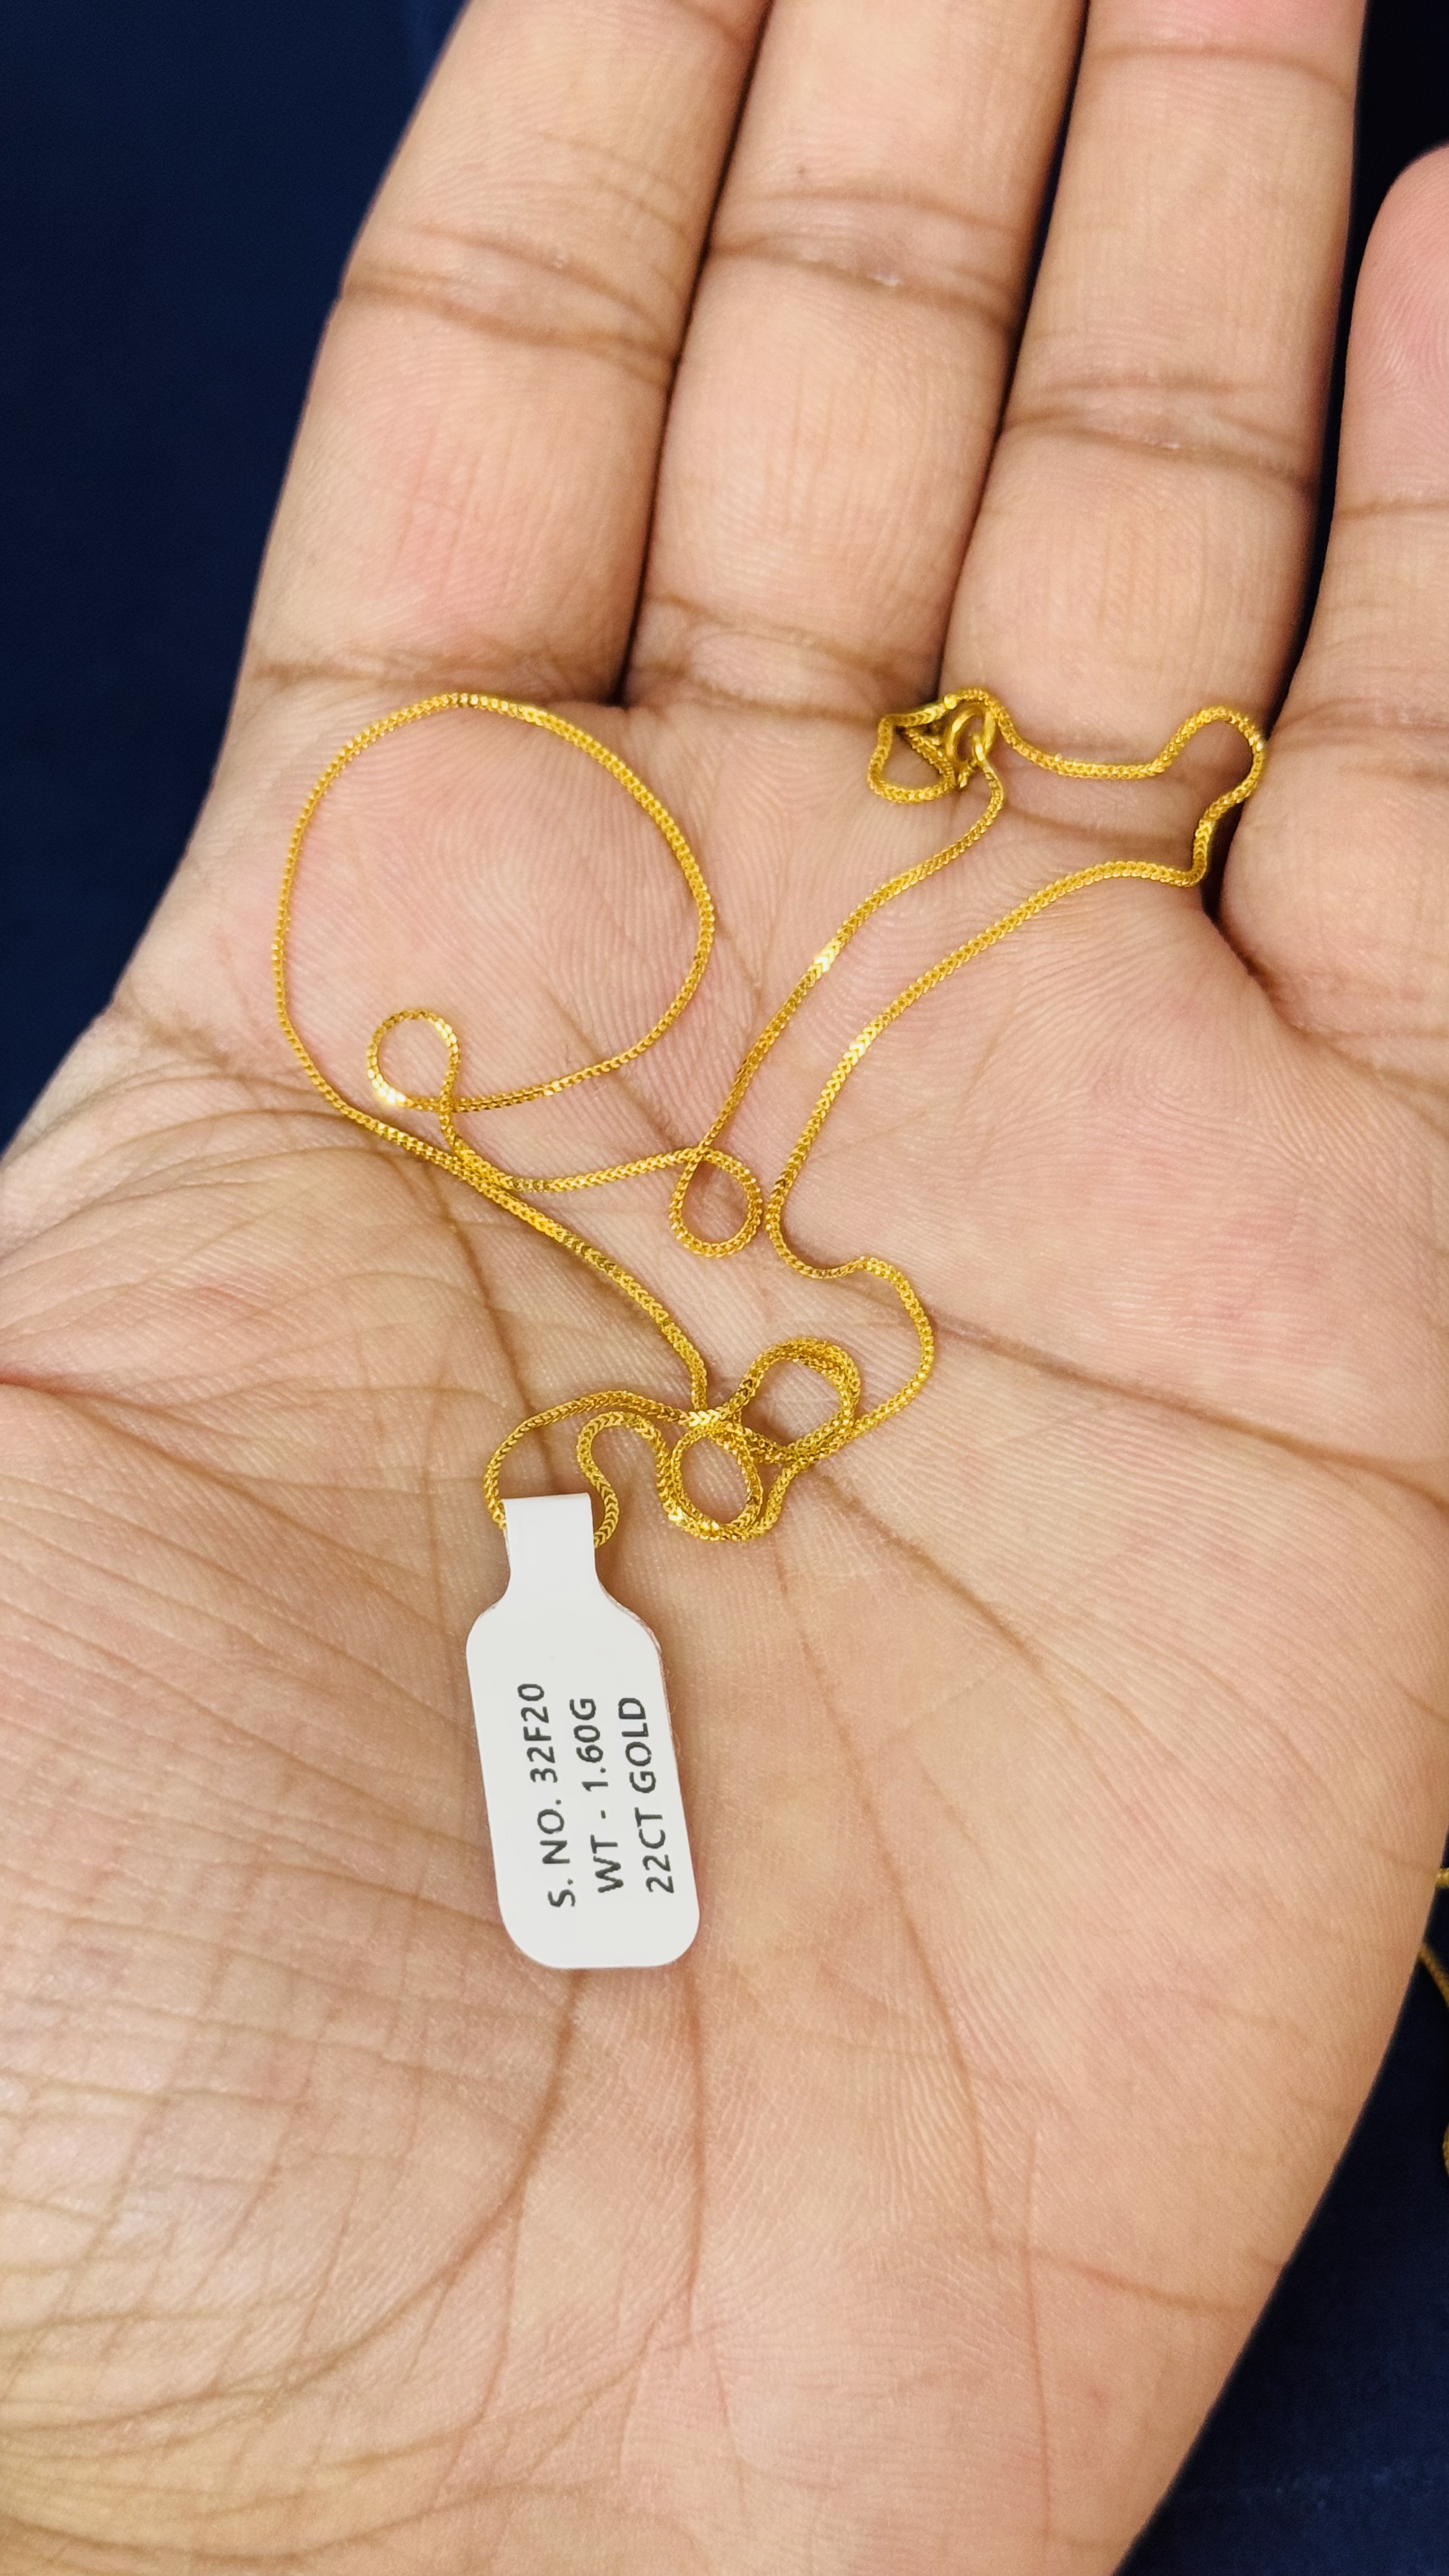 S. NO. 32F20
WT - 1.60G
22CT GOLD